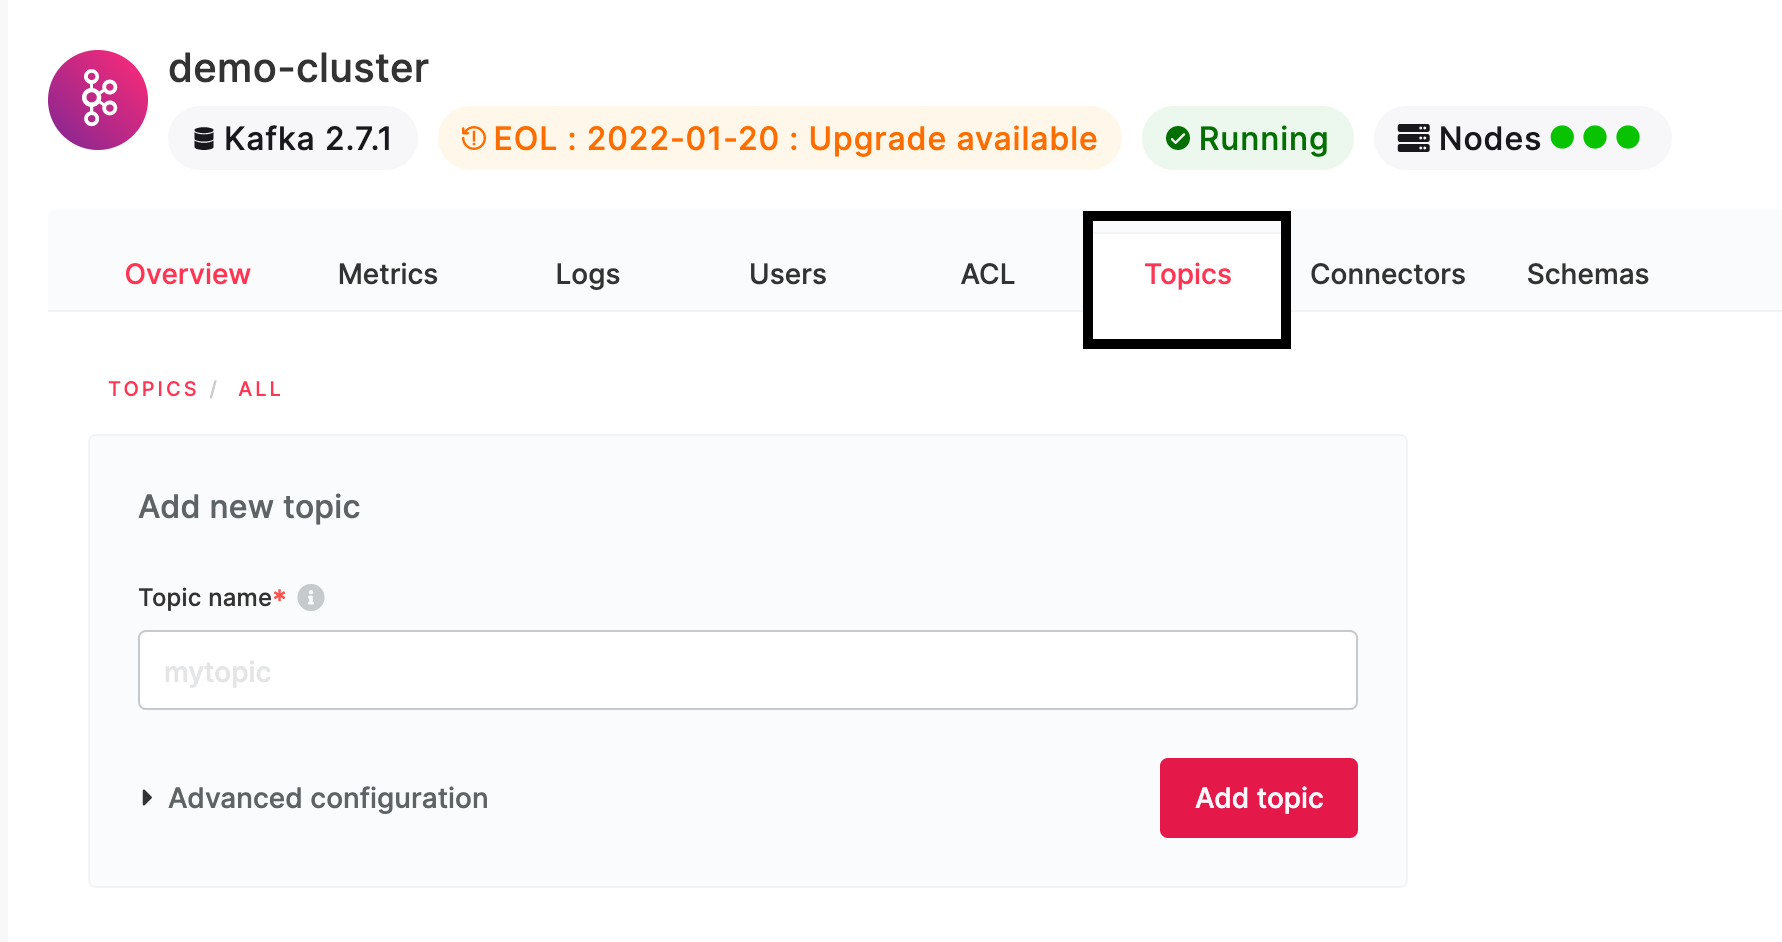 demo-cluster
Kafka 2.7.1 EOL : 2022-01-20 : Upgrade available Running Nodes
Overview Metrics Logs Users ACL Topics Connectors Schemas
TOPICS / ALL
Add new topic
Topic name*
mytopic
Advanced configuration Add topic